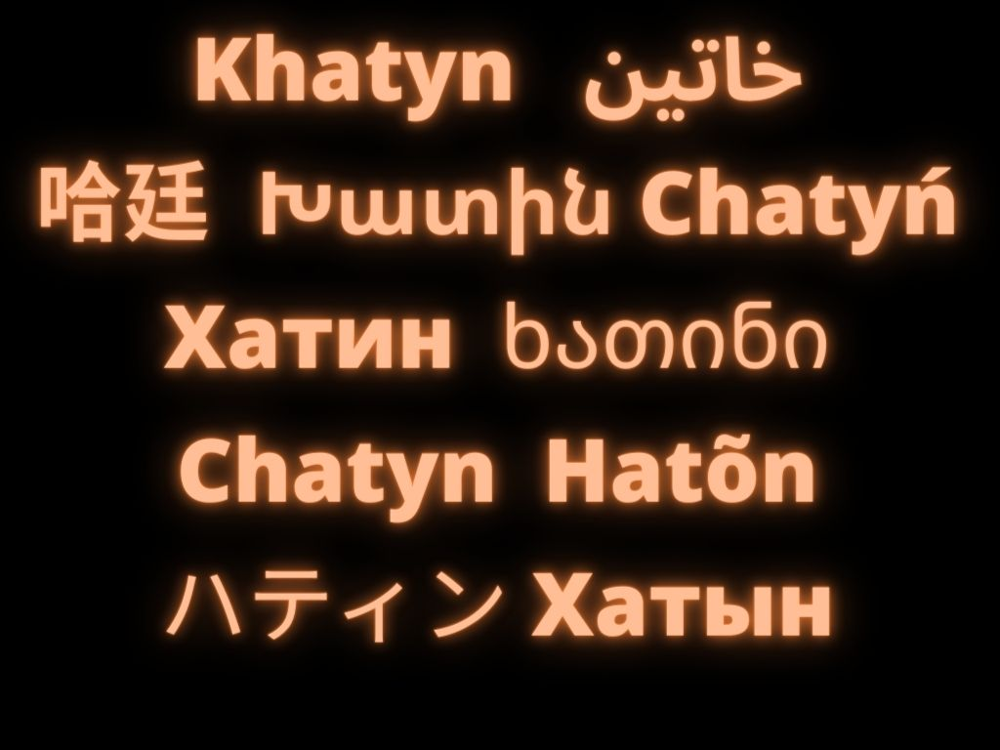 Khatyn خاتين
哈廷 Խատին Chatyń
Хатин ხათინი
Chatyn Hatõn
ハティン Хатын